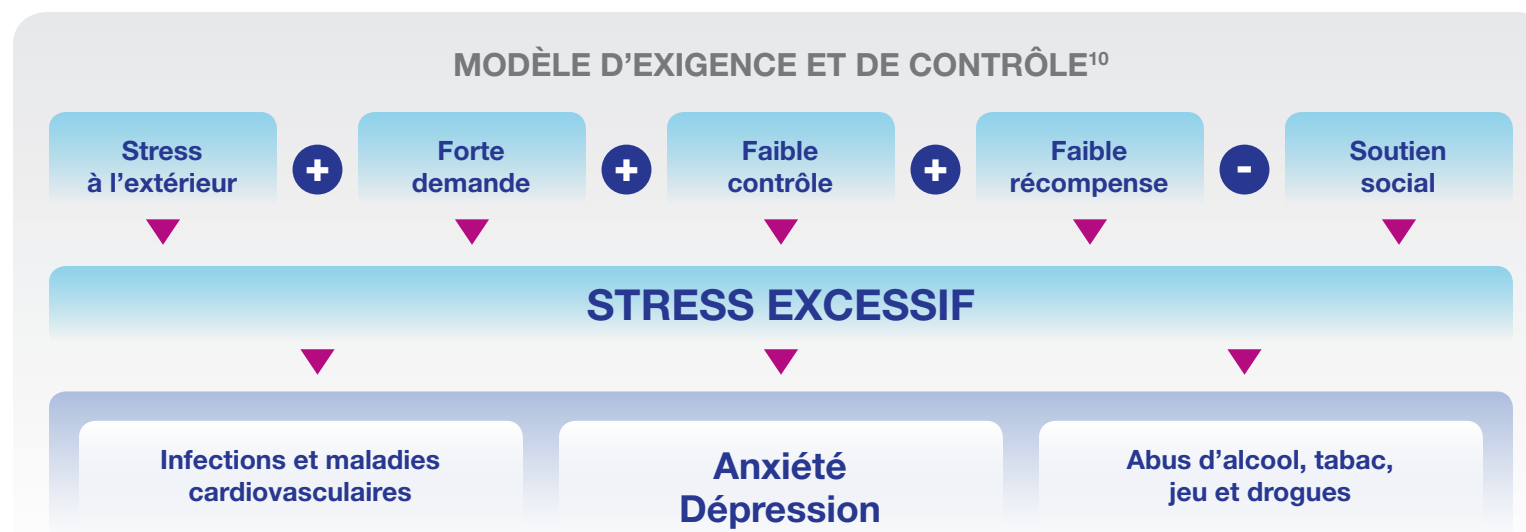 MODÈLE D'EXIGENCE ET DE CONTRÔLE¹⁰
Stress
à l'extérieur
+
Forte
demande
+
Faible
contrôle
+
Faible
récompense
-
Soutien
social
STRESS EXCESSIF
Infections et maladies
cardiovasculaires
Anxiété
Dépression
Abus d'alcool, tabac,
jeu et drogues